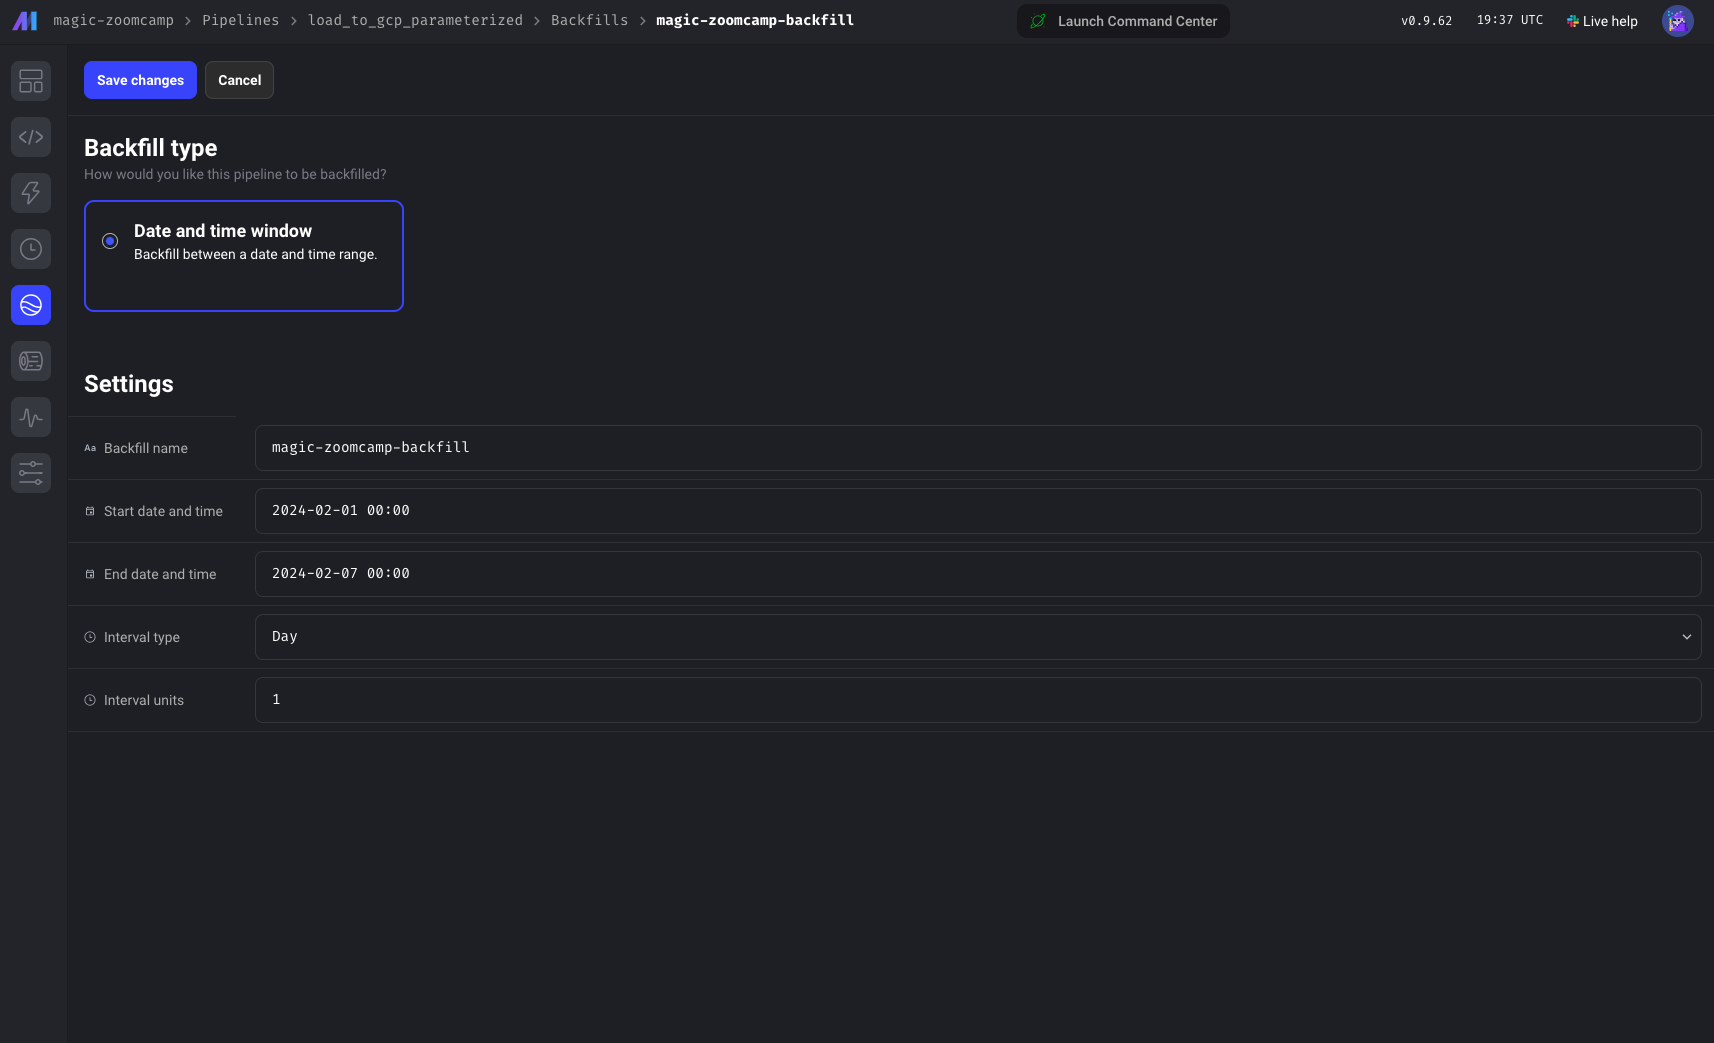 magic-zoomcamp > Pipelines > load_to_gcp_parameterized > Backfills > magic-zoomcamp-backfill
Launch Command Center
v0.9.62
19:37 UTC
Live help
Save changes
Cancel
Backfill type
How would you like this pipeline to be backfilled?
Date and time window
Backfill between a date and time range.
Settings
Aa Backfill name
magic-zoomcamp-backfill
Start date and time
2024-02-01 00:00
End date and time
2024-02-07 00:00
Interval type
Day
Interval units
1